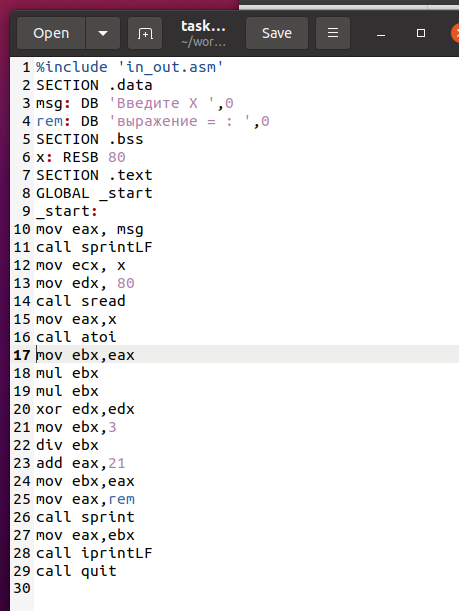 Open
task...
~/wor...
Save
1 %include 'in_out.asm'
2 SECTION .data
3 msg: DB 'Введите X ',0
4 rem: DB 'выражение = : ',0
5 SECTION .bss
6 x: RESB 80
7 SECTION .text
8 GLOBAL _start
9 _start:
10 mov eax, msg
11 call sprintLF
12 mov ecx, x
13 mov edx, 80
14 call sread
15 mov eax,x
16 call atoi
17 mov ebx,eax
18 mul ebx
19 mul ebx
20 xor edx,edx
21 mov ebx,3
22 div ebx
23 add eax,21
24 mov ebx,eax
25 mov eax,rem
26 call sprint
27 mov eax,ebx
28 call iprintLF
29 call quit
30